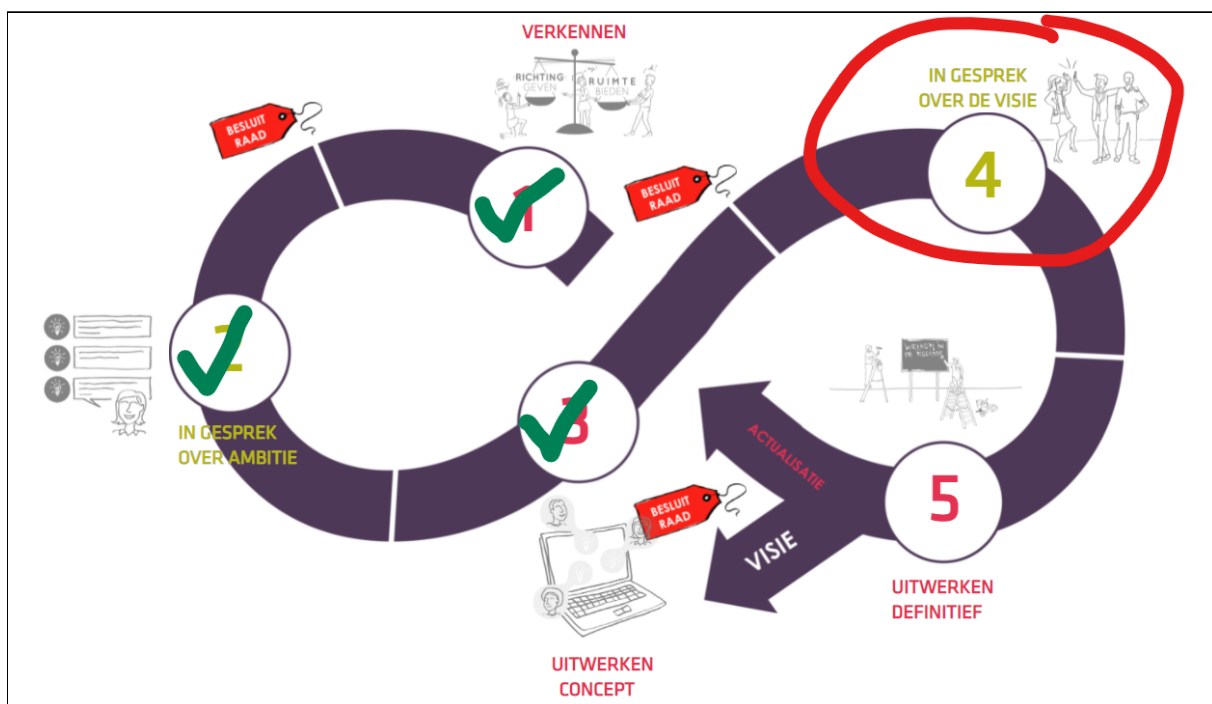 VERKENNEN
RICHTING
GEVEN
RUIMTE
BIEDEN
BESLUIT
RAAD
1
2
IN GESPREK
OVER AMBITIE
3
UITWERKEN
CONCEPT
BESLUIT
RAAD
IN GESPREK
OVER DE VISIE
4
5
UITWERKEN
DEFINITIEF
ACTUALISATIE
VISIE
BESLUIT
RAAD